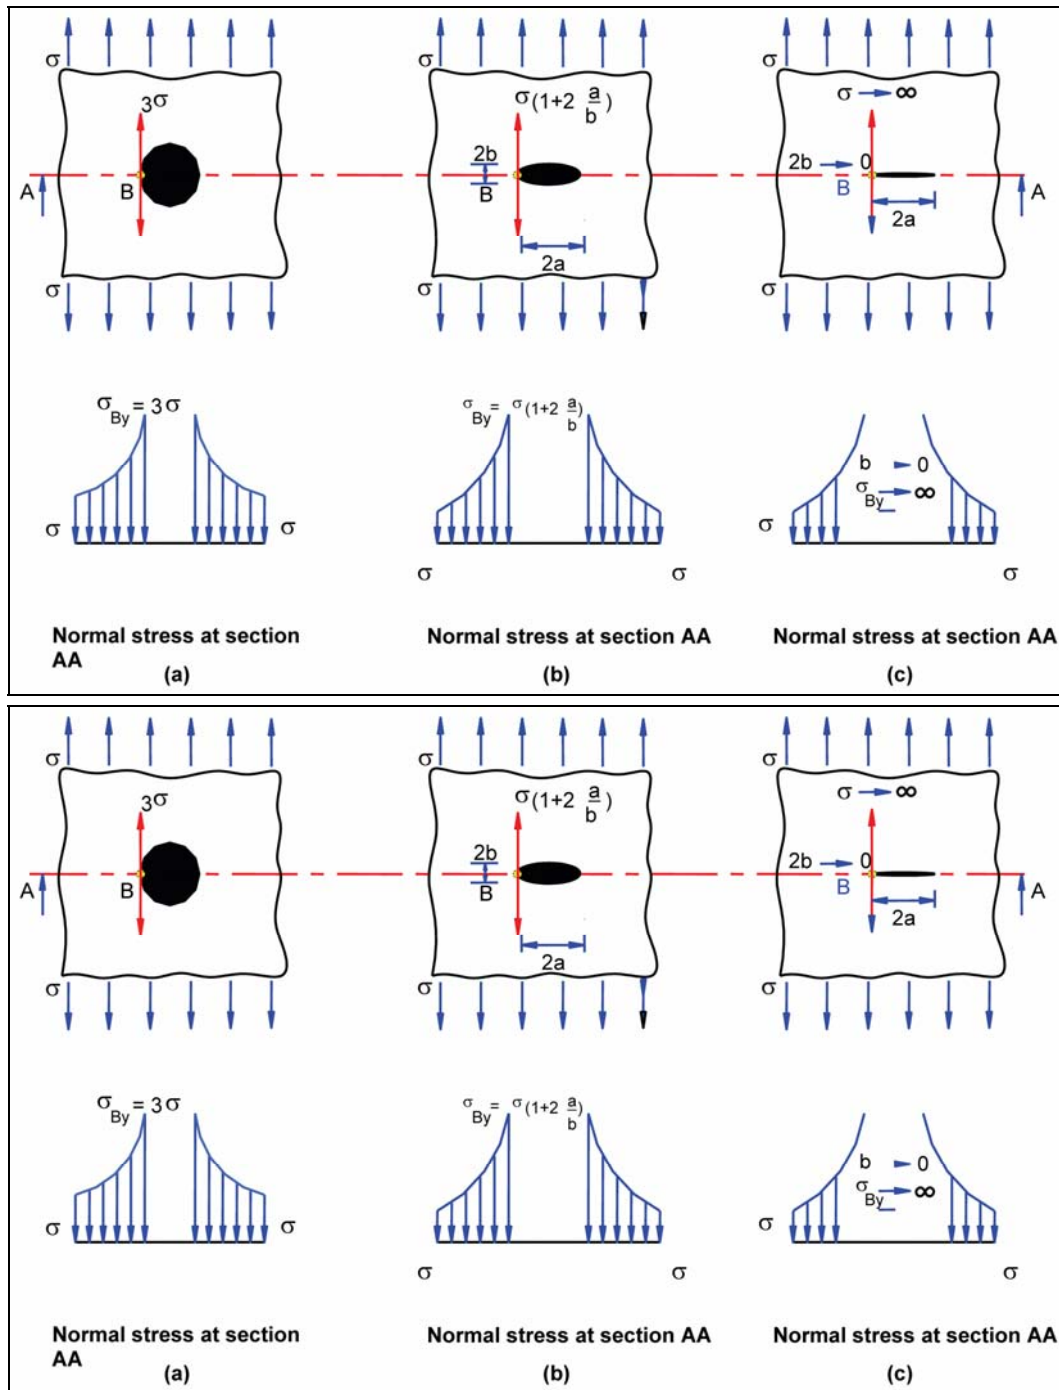 σ σ σ
3σ σ(1+2 a/b) σ → ∞
2b 2b → 0
A B B B A
2a 2a
σ σ σ
σBy = 3σ σBy = σ(1+2 a/b)
b → 0
σBy → ∞
σ σ σ
σ σ σ
Normal stress at section Normal stress at section AA Normal stress at section AA
AA
(a) (b) (c)
σ σ σ
3σ σ(1+2 a/b) σ → ∞
2b 2b → 0
A B B B A
2a 2a
σ σ σ
σBy = 3σ σBy = σ(1+2 a/b)
b → 0
σBy → ∞
σ σ σ
σ σ σ
Normal stress at section Normal stress at section AA Normal stress at section AA
AA
(a) (b) (c)